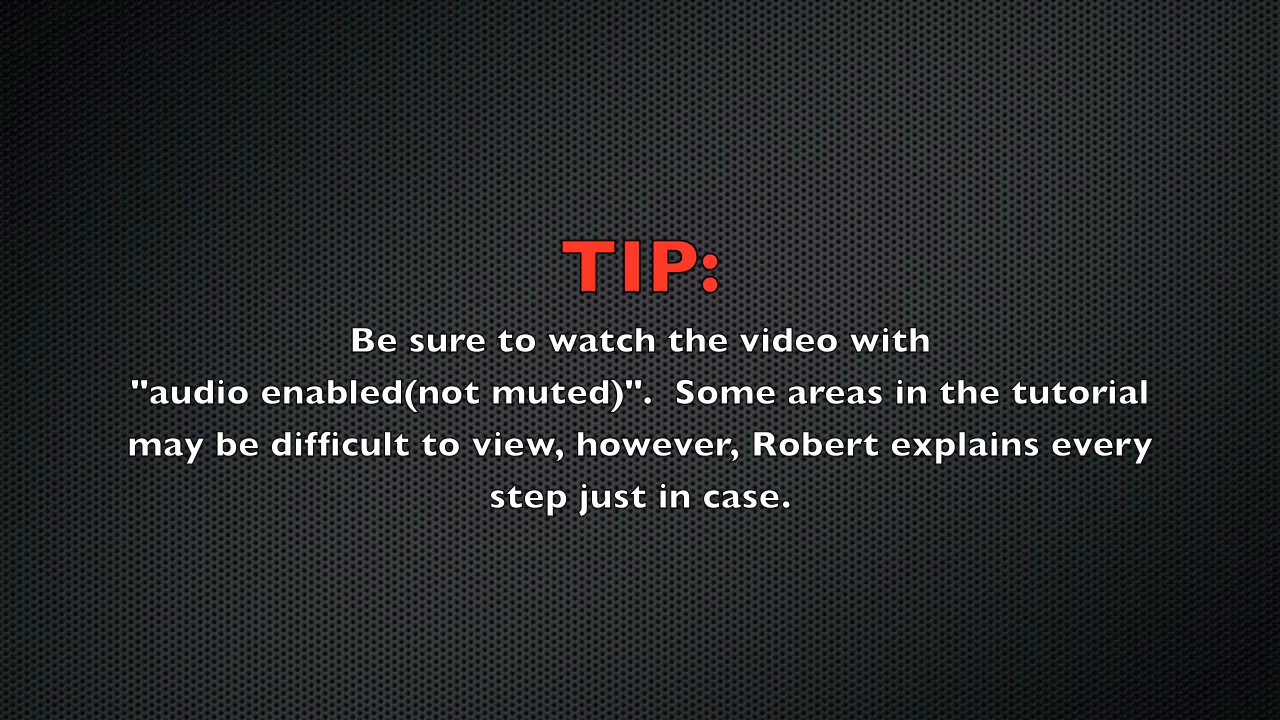 TIP:
Be sure to watch the video with
"audio enabled(not muted)".  Some areas in the tutorial
may be difficult to view, however, Robert explains every
step just in case.